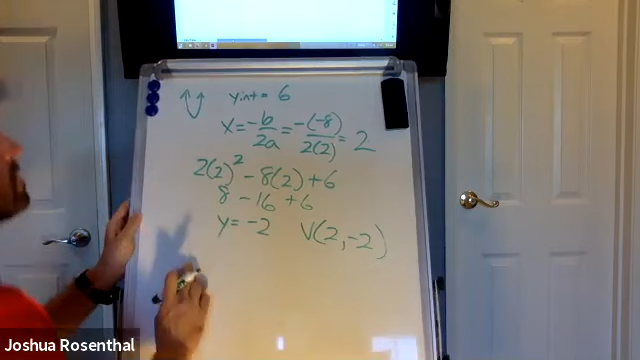 yint = 6
x = -b/2a = -(-8)/2(2) = 2
2(2)² - 8(2) + 6
8 - 16 + 6
y = -2 V(2, -2)
Joshua Rosenthal